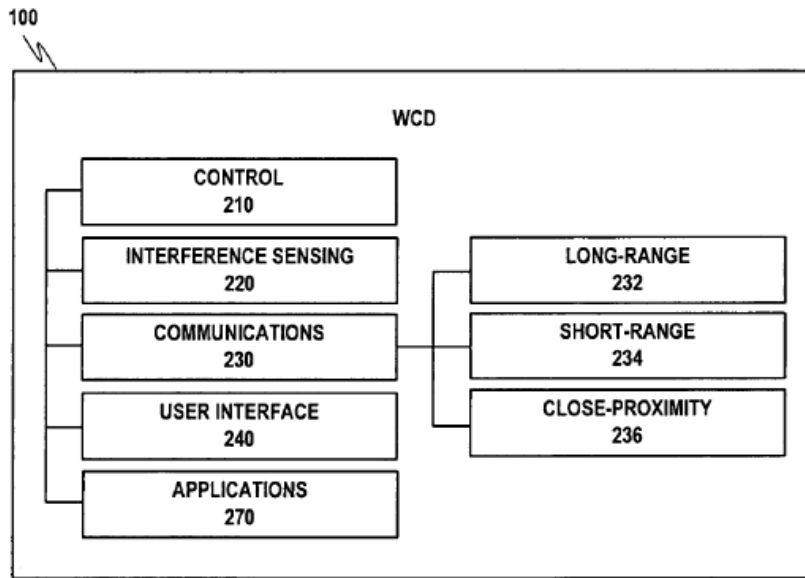 100
WCD
CONTROL
210
INTERFERENCE SENSING
220
COMMUNICATIONS
230
USER INTERFACE
240
APPLICATIONS
270
LONG-RANGE
232
SHORT-RANGE
234
CLOSE-PROXIMITY
236